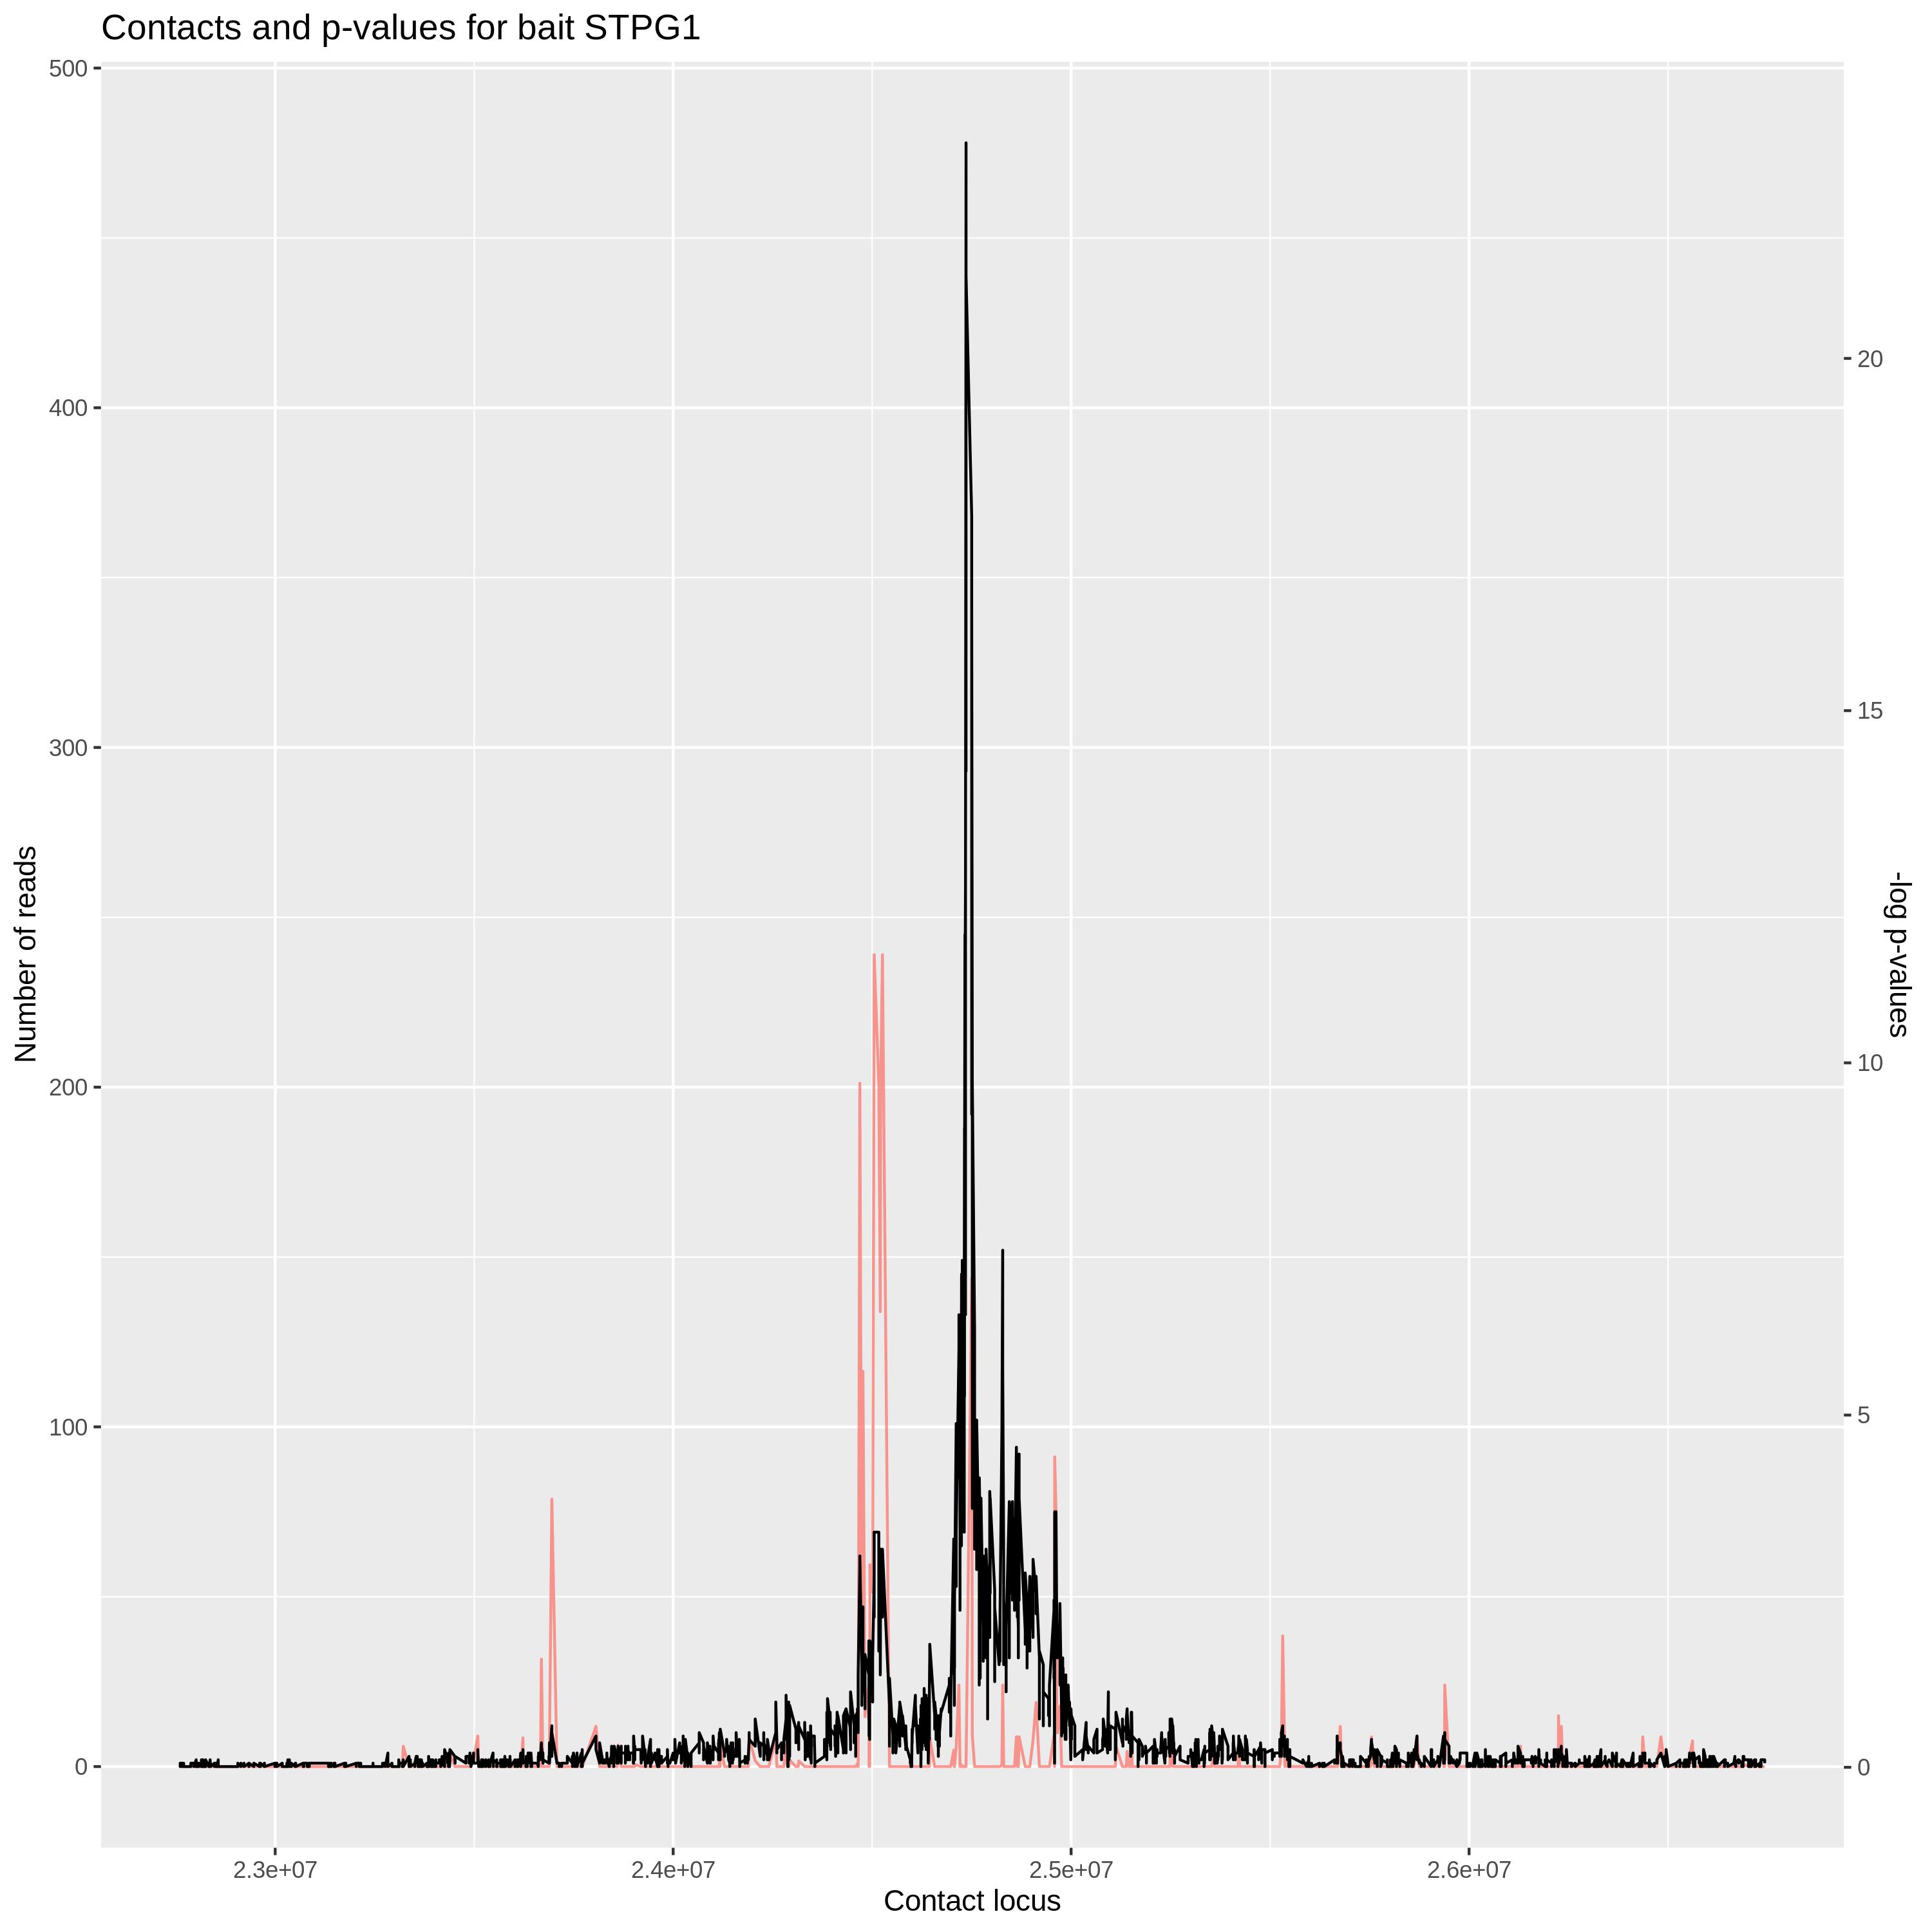 Contacts and p-values for bait STPG1
500
400
300
200
100
0
Number of reads
20
15
10
5
0
-log p-values
2.3e+07 2.4e+07 2.5e+07 2.6e+07
Contact locus